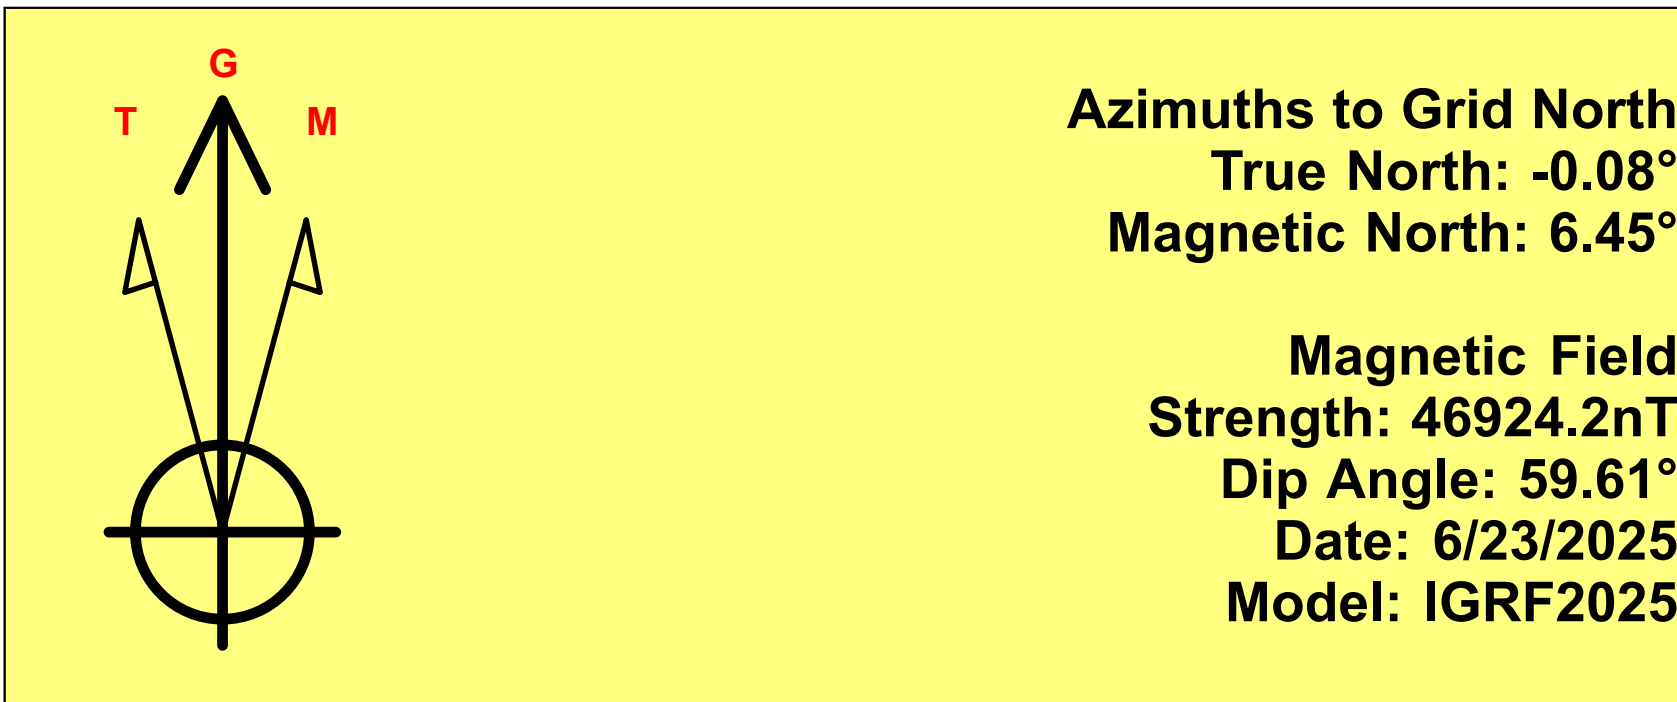 G
T
M
Azimuths to Grid North
True North: -0.08°
Magnetic North: 6.45°
Magnetic Field
Strength: 46924.2nT
Dip Angle: 59.61°
Date: 6/23/2025
Model: IGRF2025